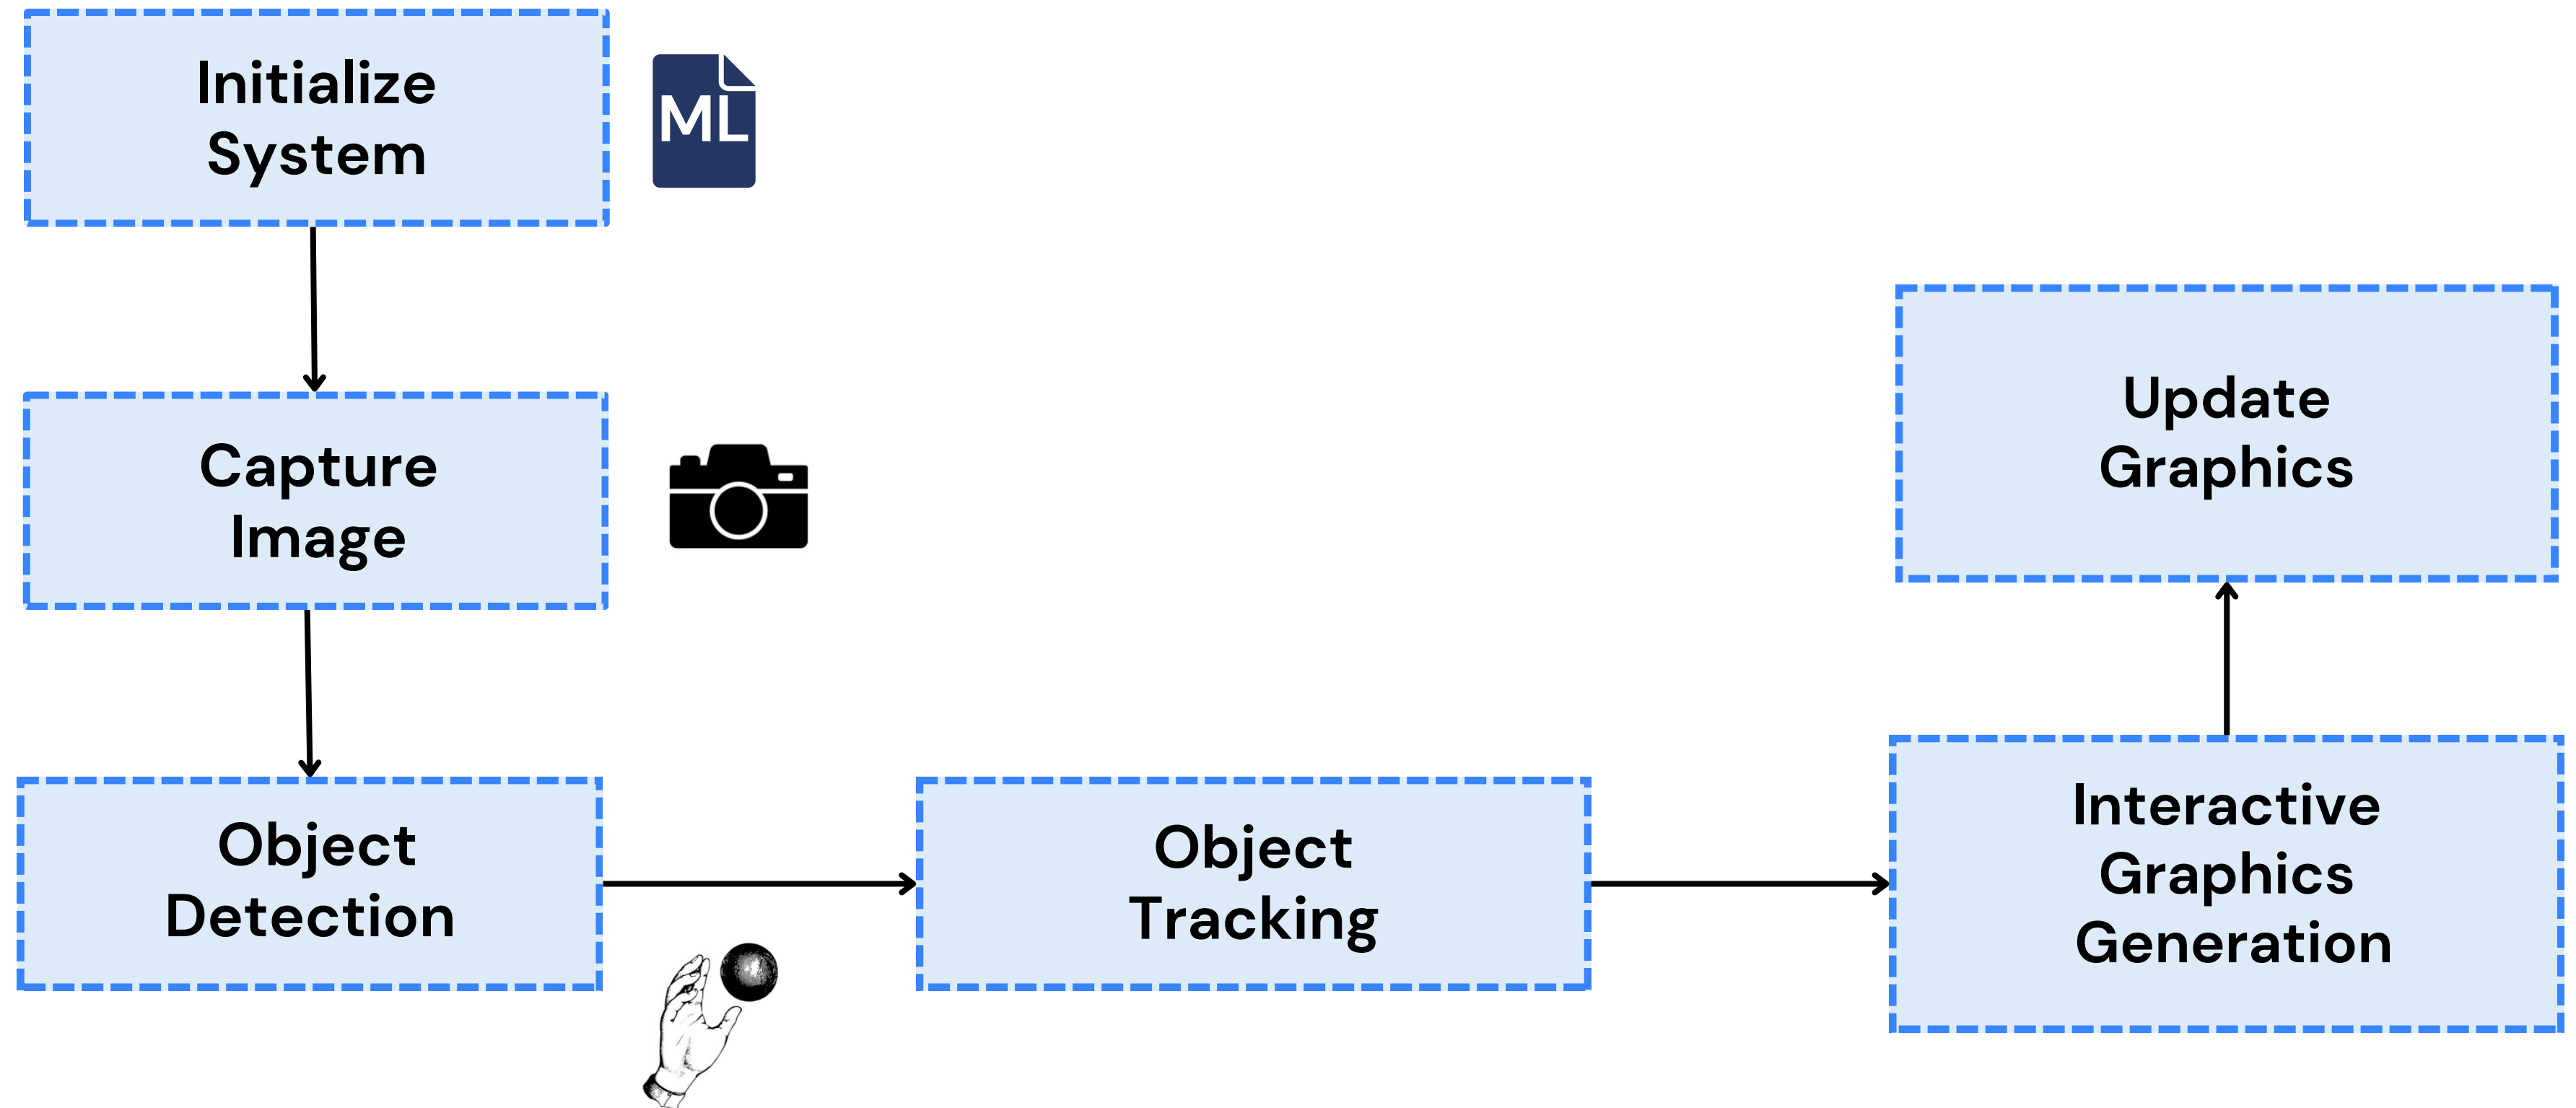 Initialize
System
ML
Capture
Image
Object
Detection
Object
Tracking
Interactive
Graphics
Generation
Update
Graphics